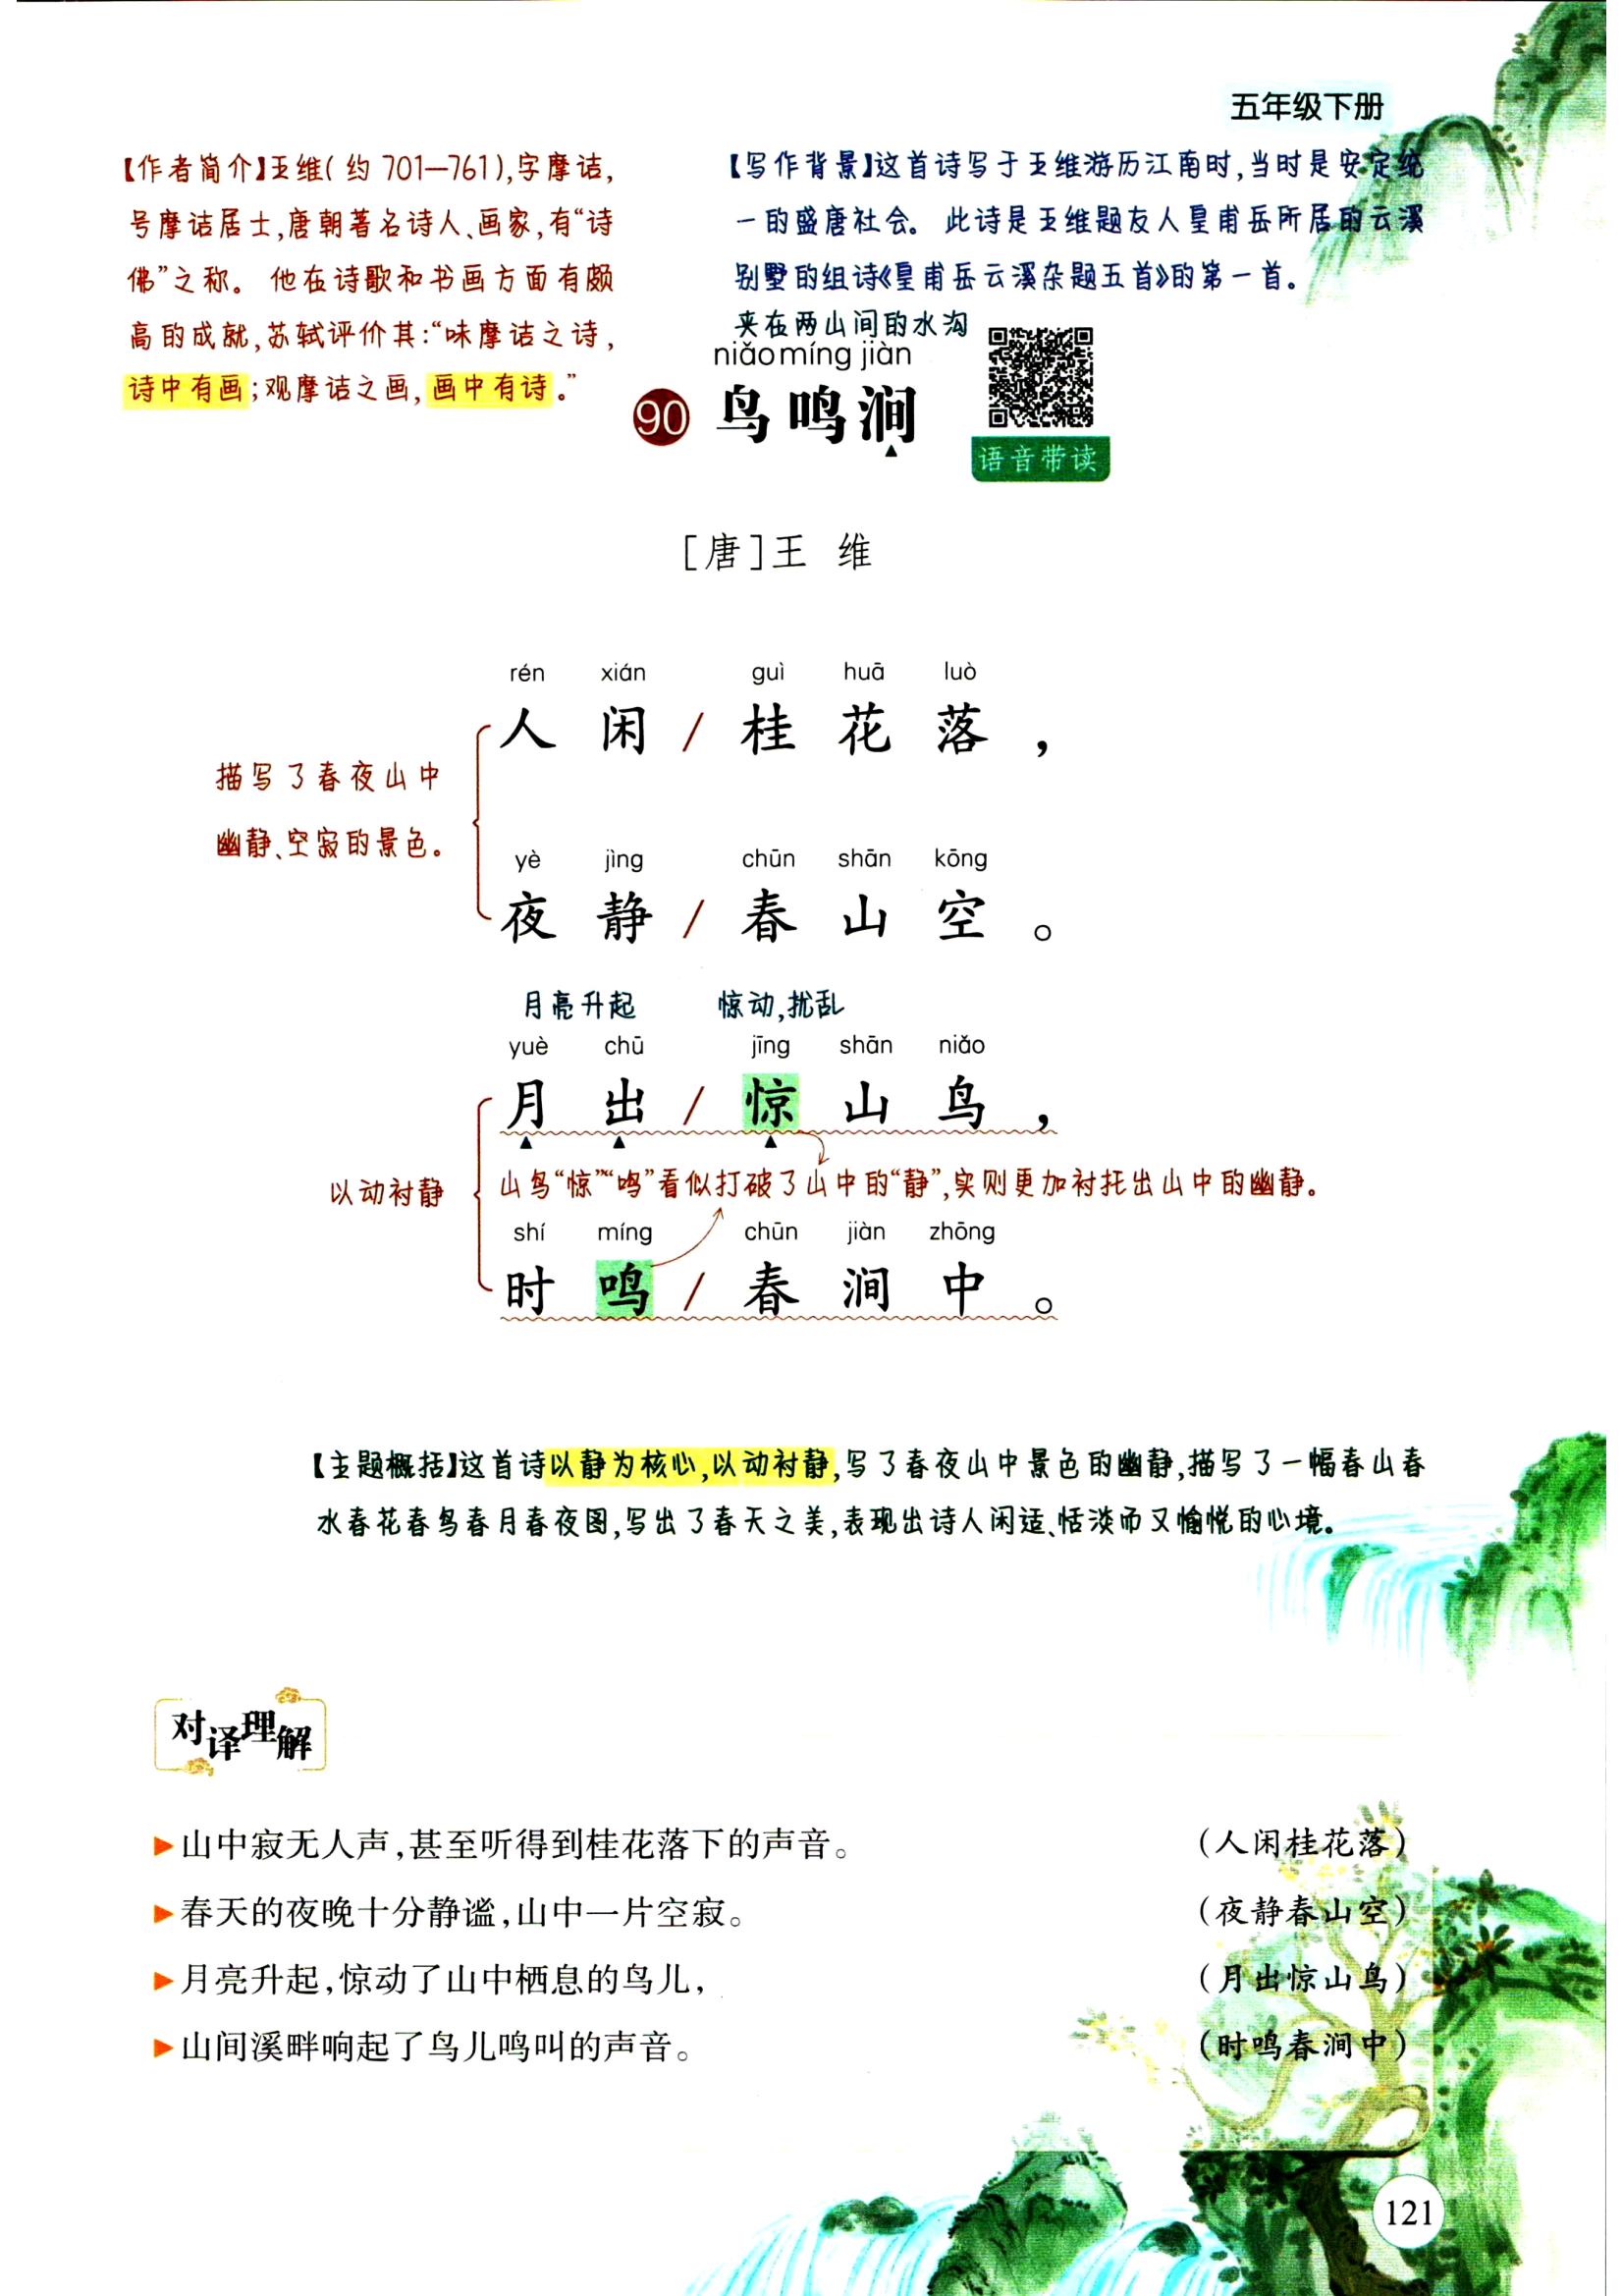 五年级下册
【作者简介】王维(约701—761),字摩诘,
号摩诘居士,唐朝著名诗人、画家,有“诗
佛”之称。他在诗歌和书画方面有颇
高的成就,苏轼评价其:“味摩诘之诗,
诗中有画;观摩诘之画,画中有诗。”
【写作背景】这首诗写于王维游历江南时,当时是安定统
一的盛唐社会。此诗是王维题友人皇甫岳所居的云溪
别墅的组诗《皇甫岳云溪杂题五首》的第一首。
夹在两山间的水沟
niǎo míng jiàn
90 鸟鸣涧
语音带读
[唐]王 维
rén xián guì huā luò
人闲/桂花落,
描写了春夜山中
幽静、空寂的景色。
yè jìng chūn shān kōng
夜静/春山空。
月亮升起 惊动,扰乱
yuè chū jīng shān niǎo
月出/惊山鸟,
以动衬静
山鸟“惊”“鸣”看似打破了山中的“静”,实则更加衬托出山中的幽静。
shí míng chūn jiàn zhōng
时鸣/春涧中。
【主题概括】这首诗以静为核心,以动衬静,写了春夜山中景色的幽静,描写了一幅春山春
水春花春鸟春月春夜图,写出了春天之美,表现出诗人闲适、恬淡而又愉悦的心境。
对译理解
▶山中寂无人声,甚至听得到桂花落下的声音。 (人闲桂花落)
▶春天的夜晚十分静谧,山中一片空寂。 (夜静春山空)
▶月亮升起,惊动了山中栖息的鸟儿, (月出惊山鸟)
▶山间溪畔响起了鸟儿鸣叫的声音。 (时鸣春涧中)
121